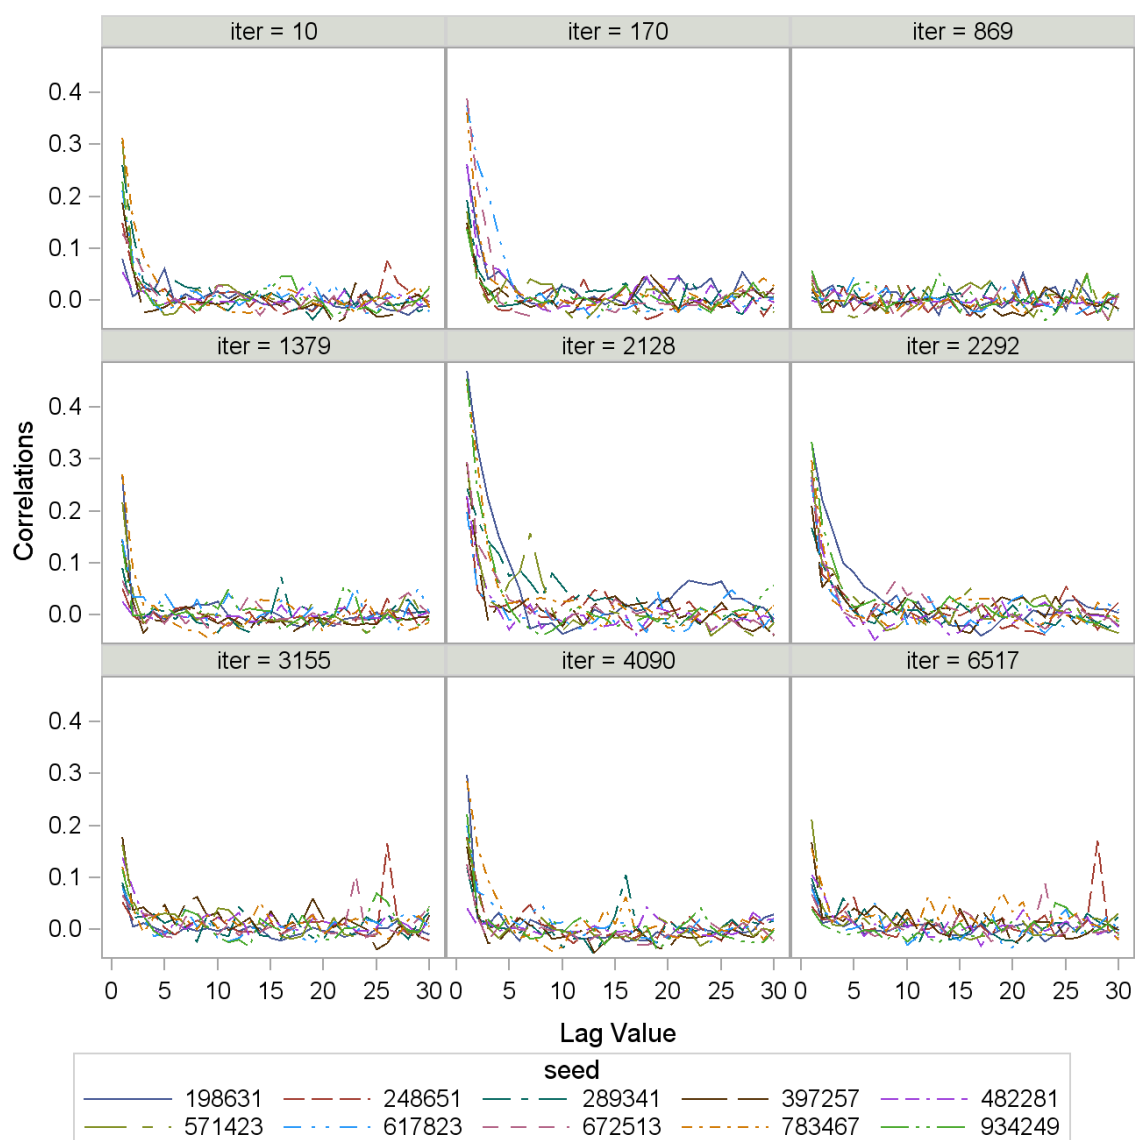 iter = 10 iter = 170 iter = 869
0.4
0.3
0.2
0.1
0.0
iter = 1379 iter = 2128 iter = 2292
0.4
0.3
0.2
0.1
0.0
Correlations
iter = 3155 iter = 4090 iter = 6517
0.4
0.3
0.2
0.1
0.0
0 5 10 15 20 25 30 0 5 10 15 20 25 30 0 5 10 15 20 25 30
Lag Value
seed
198631 248651 289341 397257 482281
571423 617823 672513 783467 934249